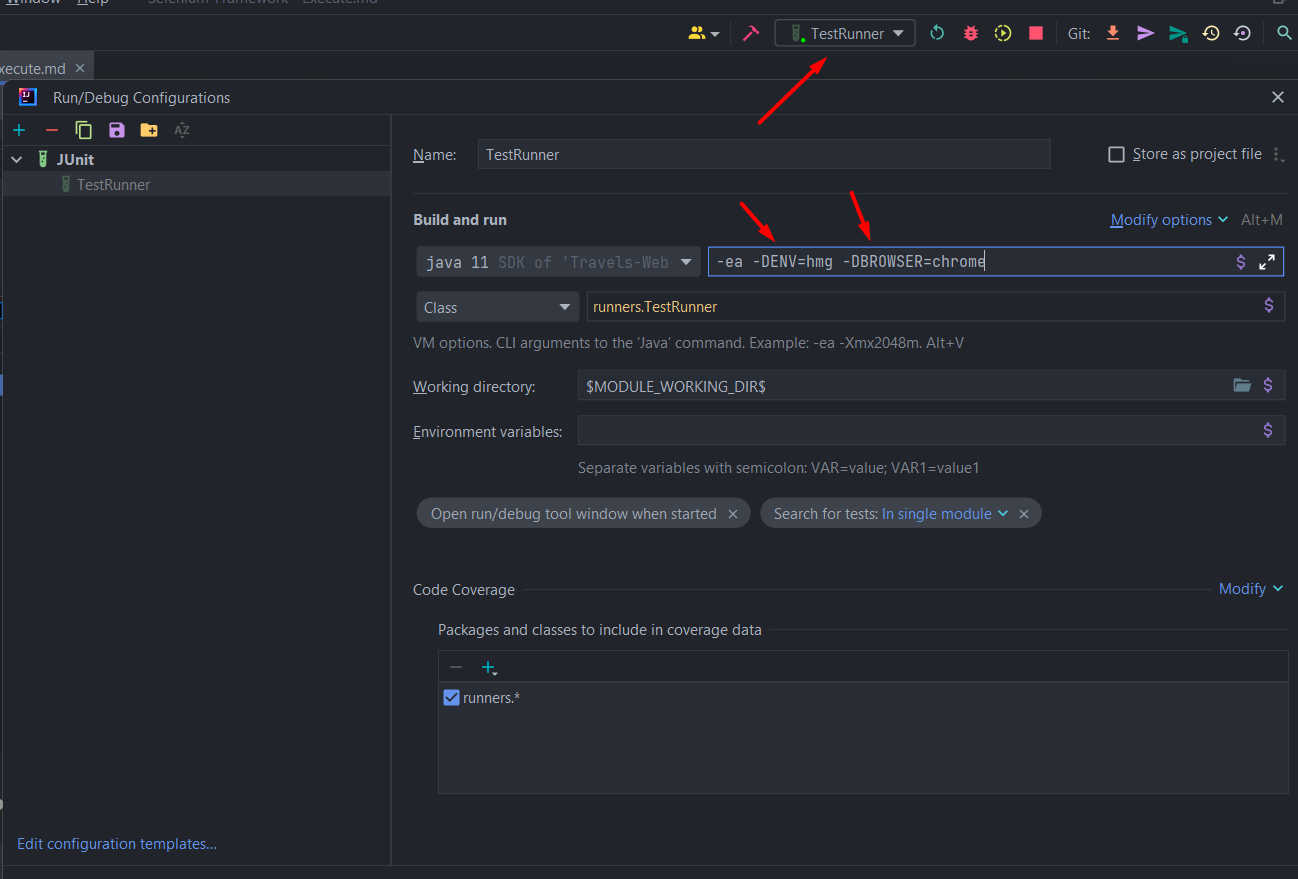 Window Help Selenium-Framework - Execute.md
TestRunner Git:
xecute.md
Run/Debug Configurations
AZ
JUnit
TestRunner
Name: TestRunner Store as project file
Build and run Modify options Alt+M
java 11 SDK of 'Travels-Web- -ea -DENV=hmg -DBROWSER=chrome $
Class runners.TestRunner $
VM options. CLI arguments to the ‘Java’ command. Example: -ea -Xmx2048m. Alt+V
Working directory: $MODULE_WORKING_DIR$ $
Environment variables: $
Separate variables with semicolon: VAR=value; VAR1=value1
Open run/debug tool window when started Search for tests: In single module
Code Coverage Modify
Packages and classes to include in coverage data
runners.*
Edit configuration templates...